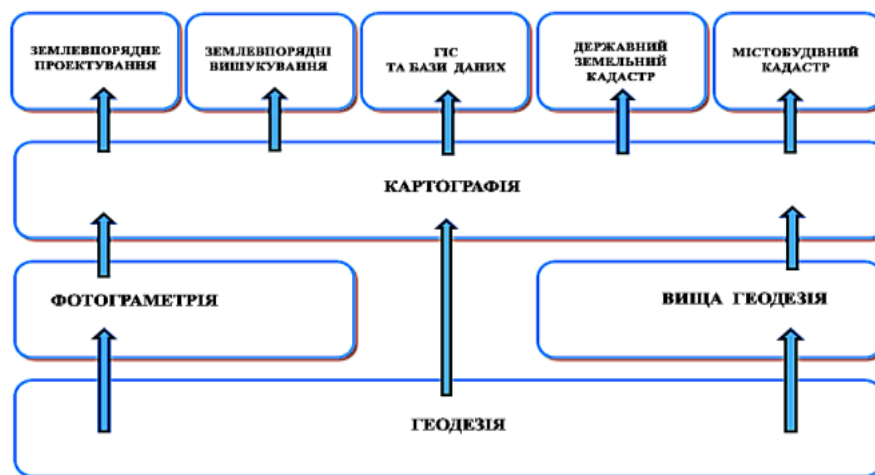 ЗЕМЛЕВПОРЯДНЕ
ПРОЕКТУВАННЯ
ЗЕМЛЕВПОРЯДНІ
ВИШУКУВАННЯ
ГІС
ТА БАЗИ ДАНИХ
ДЕРЖАВНИЙ
ЗЕМЕЛЬНИЙ
КАДАСТР
МІСТОБУДІВНИЙ
КАДАСТР
КАРТОГРАФІЯ
ФОТОГРАМЕТРІЯ
ВИЩА ГЕОДЕЗІЯ
ГЕОДЕЗІЯ